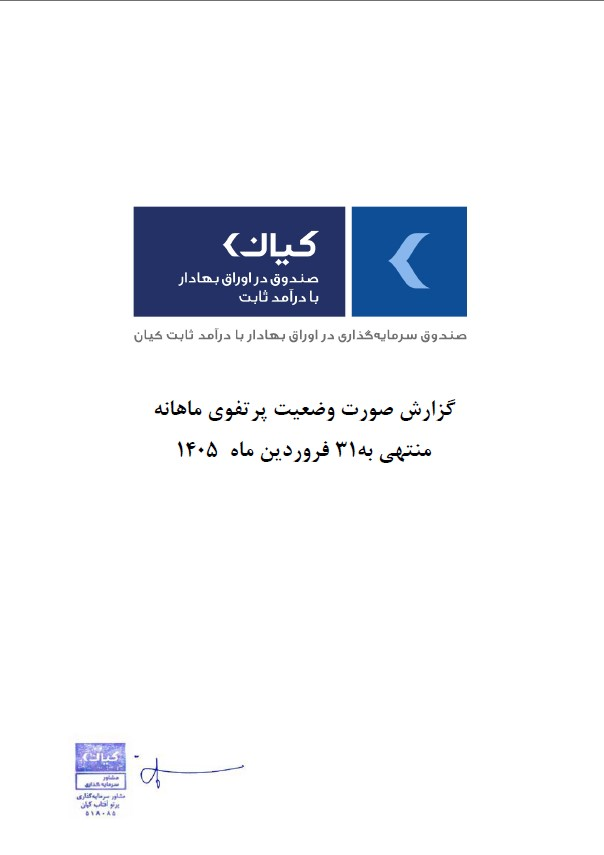 کیان
صندوق در اوراق بهادار
با درآمد ثابت
صندوق سرمایه‌گذاری در اوراق بهادار با درآمد ثابت کیان
گزارش صورت وضعیت پرتفوی ماهانه
منتهی به۳۱ فروردین ماه ۱۴۰۵
کیان
مشاور
سرمایه گذاری
مشاور سرمایه‌گذاری
پرتو آفتاب کیان
۵۱۸۰۸۵